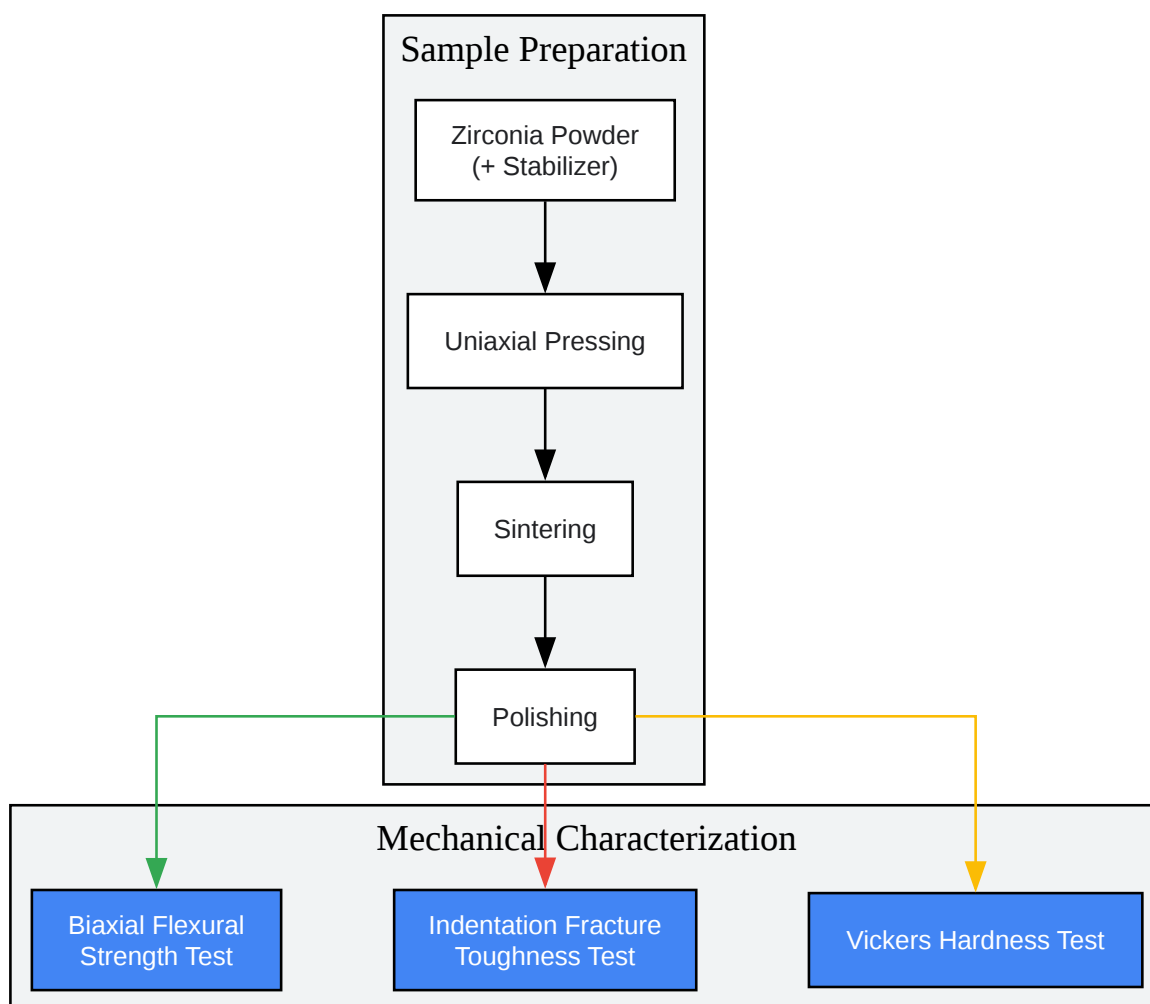 Sample Preparation
Zirconia Powder
(+ Stabilizer)
Uniaxial Pressing
Sintering
Polishing
Mechanical Characterization
Biaxial Flexural
Strength Test
Indentation Fracture
Toughness Test
Vickers Hardness Test